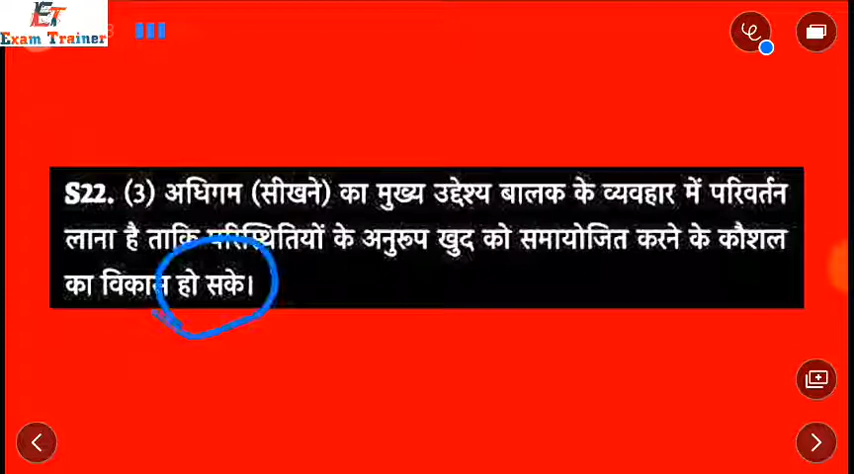 ET
Exam Trainer
S22. (3) अधिगम (सीखने) का मुख्य उद्देश्य बालक के व्यवहार में परिवर्तन
लाना है ताकि परिस्थितियों के अनुरूप खुद को समायोजित करने के कौशल
का विकास हो सके।